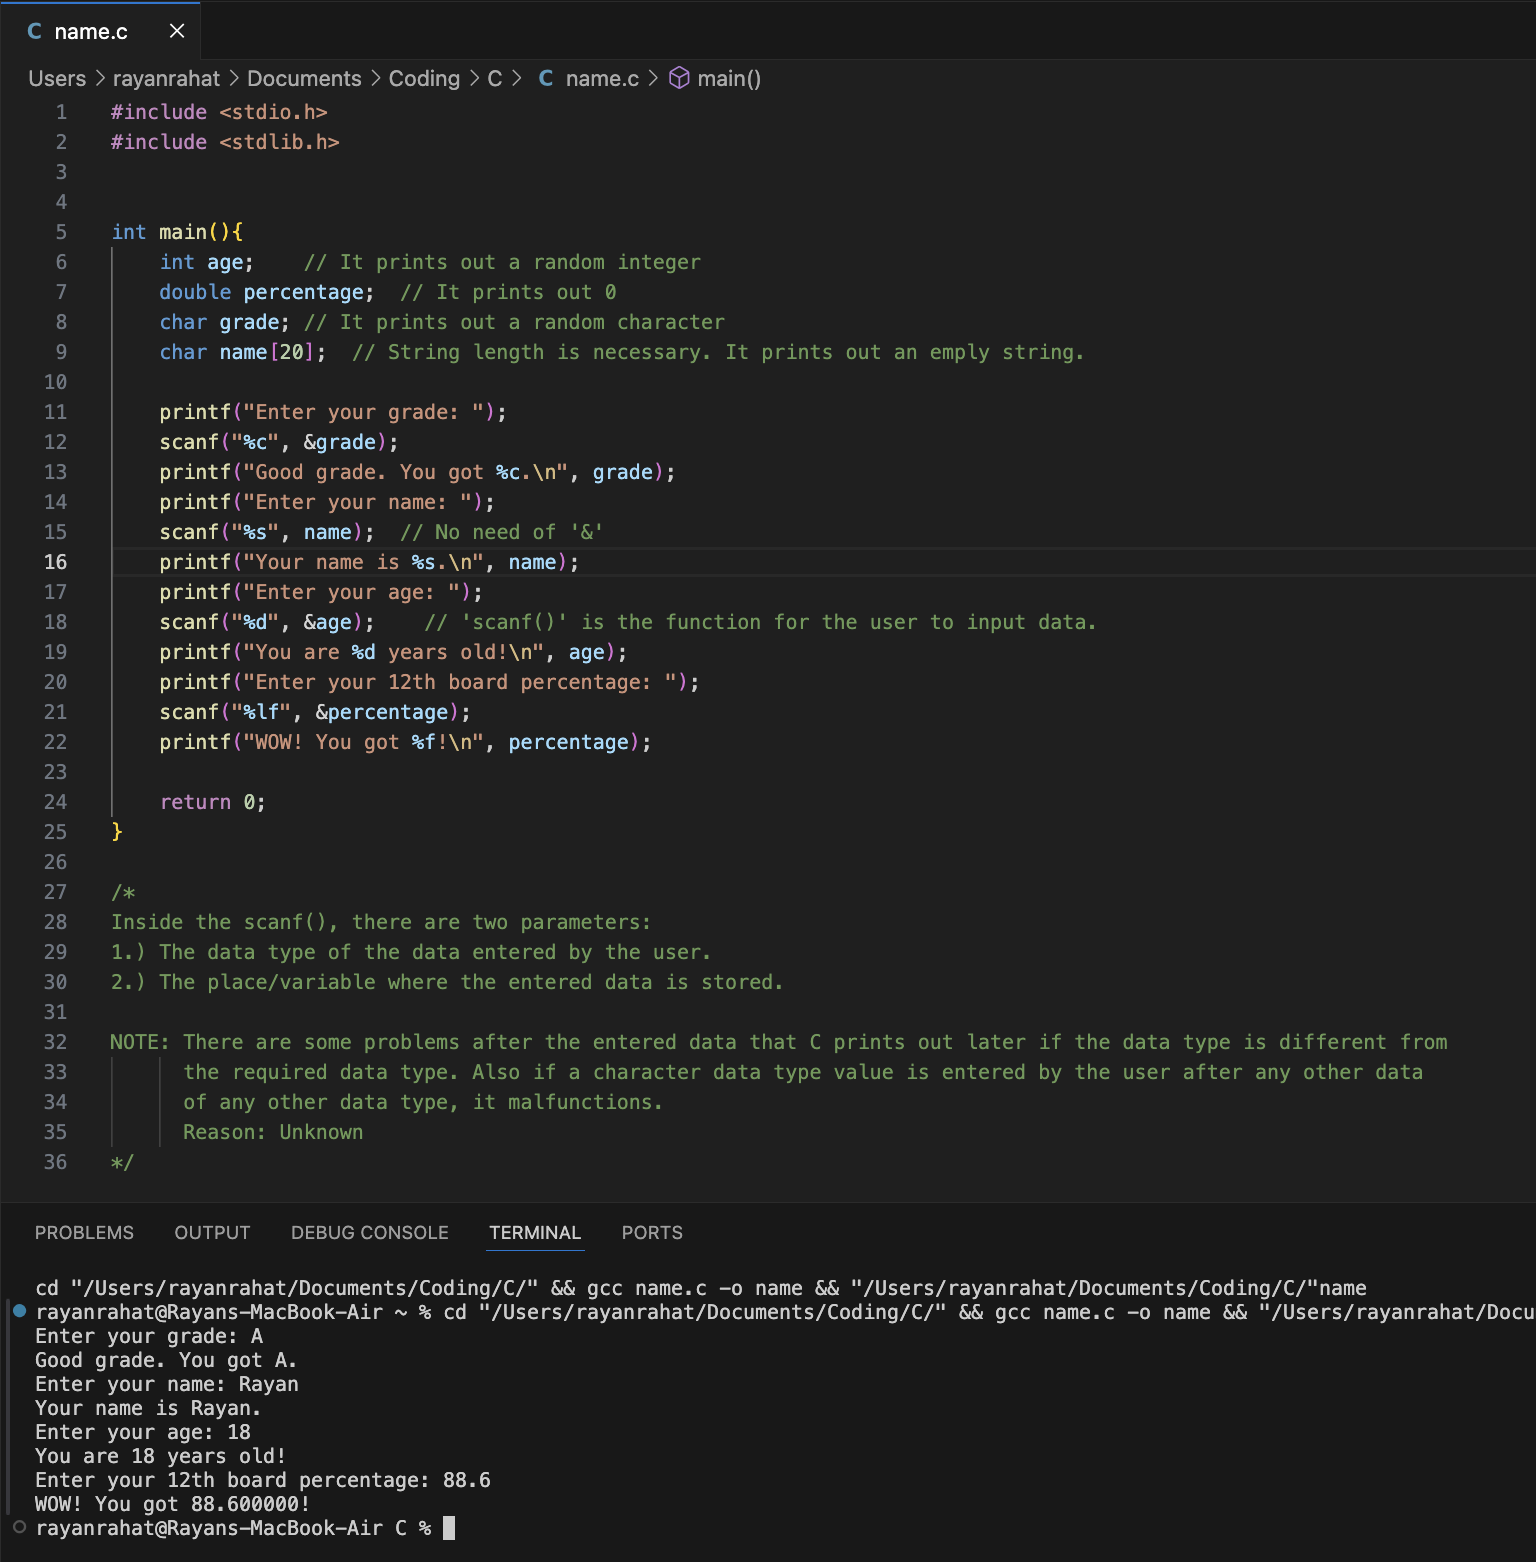 C name.c ×
Users > rayanrahat > Documents > Coding > C > C name.c > main()
1 #include <stdio.h>
2 #include <stdlib.h>
3
4
5 int main(){
6     int age;    // It prints out a random integer
7     double percentage;  // It prints out 0
8     char grade; // It prints out a random character
9     char name[20];  // String length is necessary. It prints out an emply string.
10
11     printf("Enter your grade: ");
12     scanf("%c", &grade);
13     printf("Good grade. You got %c.\n", grade);
14     printf("Enter your name: ");
15     scanf("%s", name);  // No need of '&'
16     printf("Your name is %s.\n", name);
17     printf("Enter your age: ");
18     scanf("%d", &age);    // 'scanf()' is the function for the user to input data.
19     printf("You are %d years old!\n", age);
20     printf("Enter your 12th board percentage: ");
21     scanf("%lf", &percentage);
22     printf("WOW! You got %f!\n", percentage);
23
24     return 0;
25 }
26
27 /*
28 Inside the scanf(), there are two parameters:
29 1.) The data type of the data entered by the user.
30 2.) The place/variable where the entered data is stored.
31
32 NOTE: There are some problems after the entered data that C prints out later if the data type is different from
33       the required data type. Also if a character data type value is entered by the user after any other data
34       of any other data type, it malfunctions.
35       Reason: Unknown
36 */
PROBLEMS OUTPUT DEBUG CONSOLE TERMINAL PORTS
cd "/Users/rayanrahat/Documents/Coding/C/" && gcc name.c -o name && "/Users/rayanrahat/Documents/Coding/C/"name
rayanrahat@Rayans-MacBook-Air ~ % cd "/Users/rayanrahat/Documents/Coding/C/" && gcc name.c -o name && "/Users/rayanrahat/Docu
Enter your grade: A
Good grade. You got A.
Enter your name: Rayan
Your name is Rayan.
Enter your age: 18
You are 18 years old!
Enter your 12th board percentage: 88.6
WOW! You got 88.600000!
rayanrahat@Rayans-MacBook-Air C %